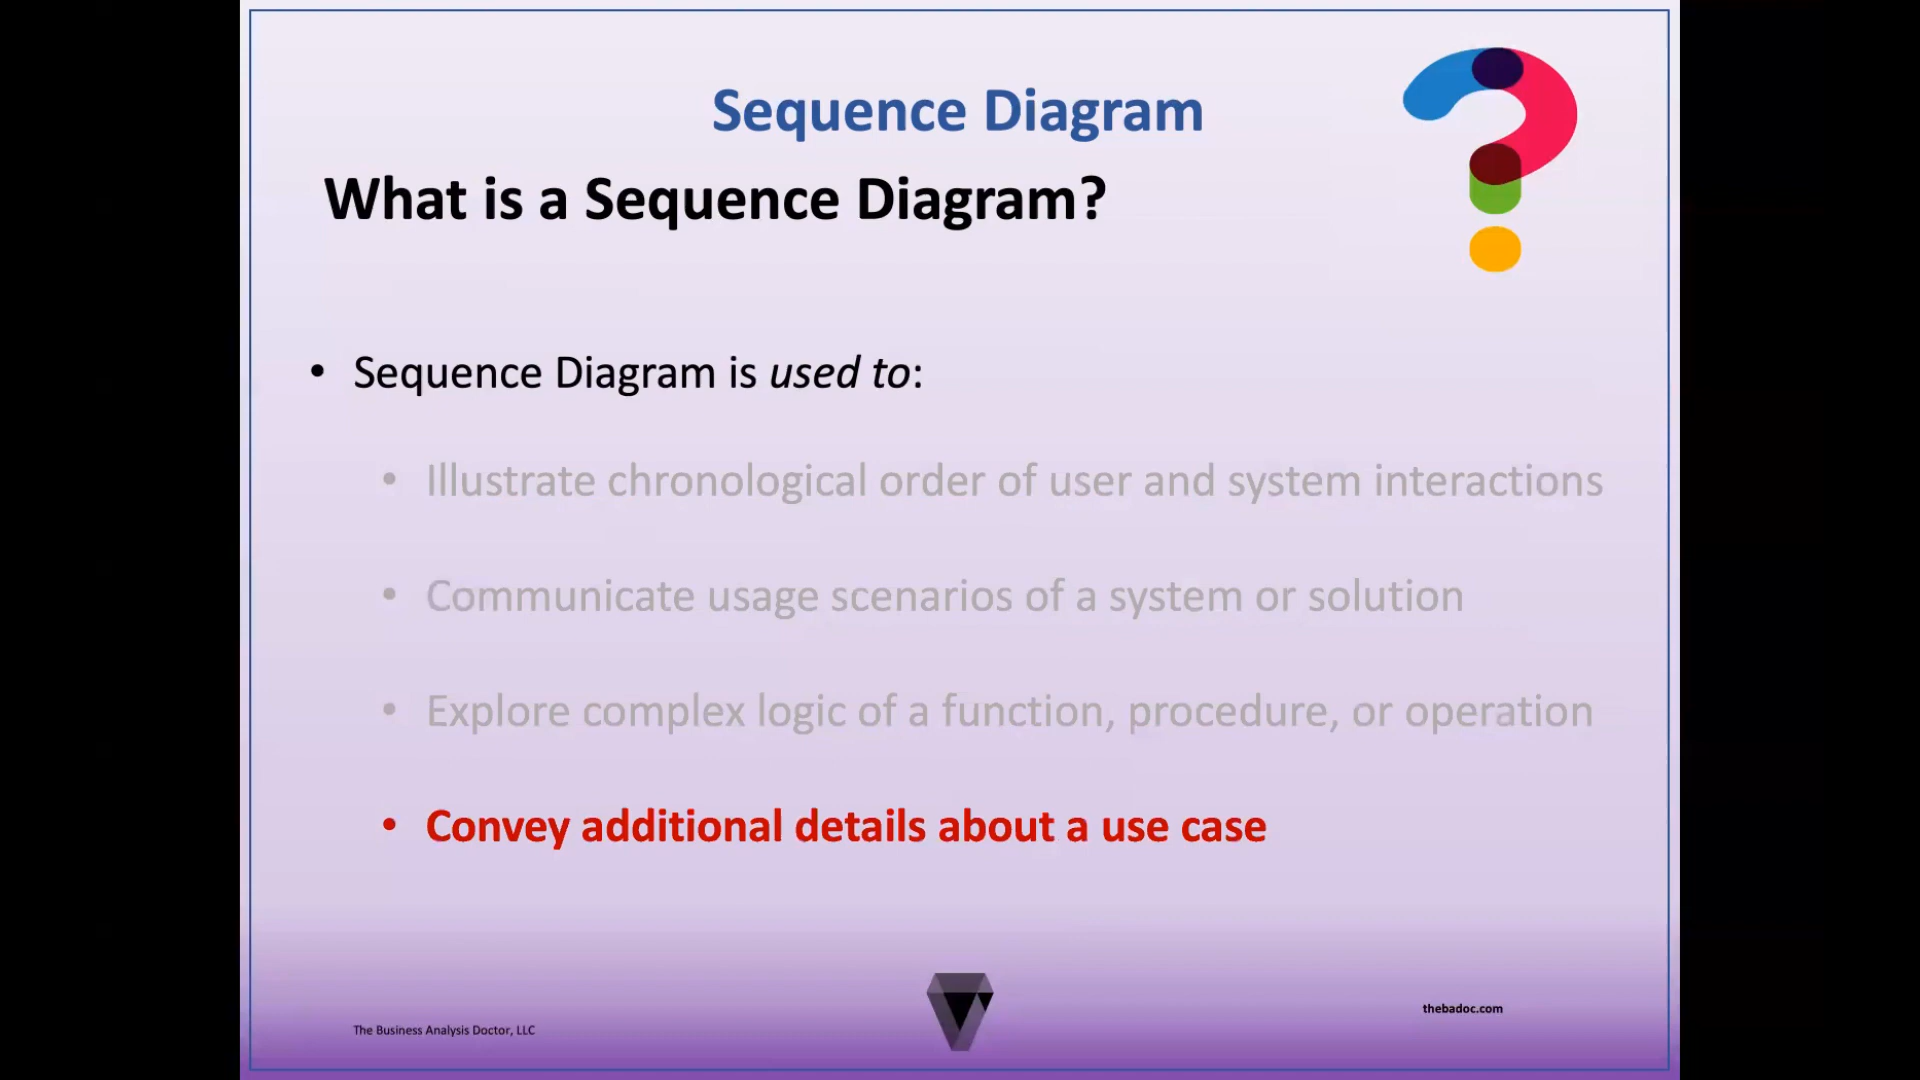 Sequence Diagram
What is a Sequence Diagram?
• Sequence Diagram is used to:
• Illustrate chronological order of user and system interactions
• Communicate usage scenarios of a system or solution
• Explore complex logic of a function, procedure, or operation
• Convey additional details about a use case
thebadoc.com
The Business Analysis Doctor, LLC